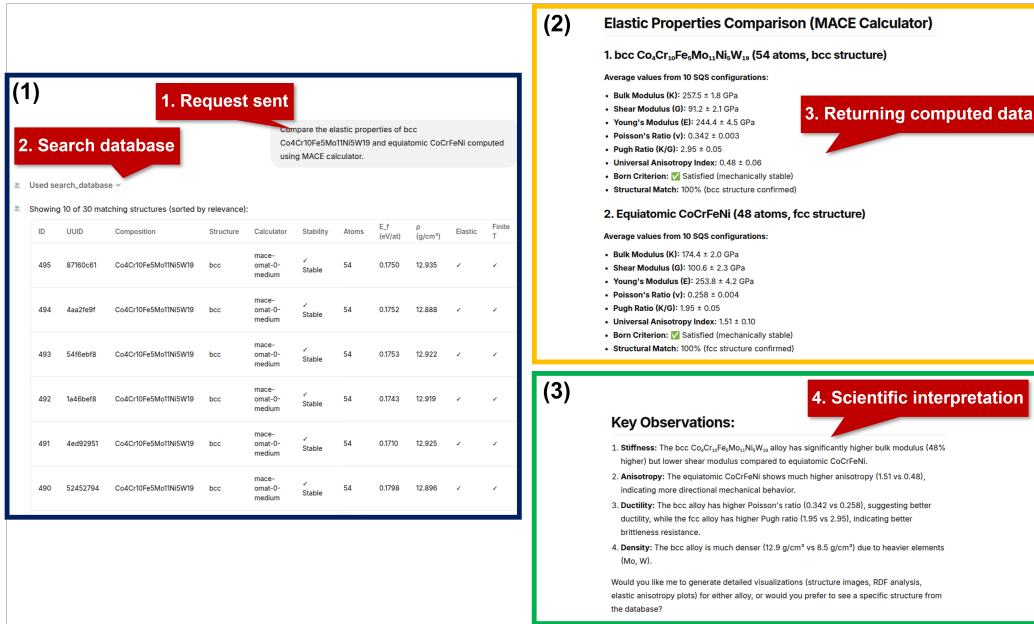 (1)
1. Request sent
Compare the elastic properties of bcc
Co4Cr10Fe5Mo11Ni5W19 and equiatomic CoCrFeNi computed
using MACE calculator.
2. Search database
Used search_database
Showing 10 of 30 matching structures (sorted by relevance):
ID UUID Composition Structure Calculator Stability Atoms E_f (eV/at) ρ (g/cm³) Elastic Finite T
495 87160c61 Co4Cr10Fe5Mo11Ni5W19 bcc mace-omat-0-medium ✓ Stable 54 0.1750 12.935 ✓ ✓
494 4aa2fe9f Co4Cr10Fe5Mo11Ni5W19 bcc mace-omat-0-medium ✓ Stable 54 0.1752 12.888 ✓ ✓
493 54f6ebf8 Co4Cr10Fe5Mo11Ni5W19 bcc mace-omat-0-medium ✓ Stable 54 0.1753 12.922 ✓ ✓
492 1a46bef8 Co4Cr10Fe5Mo11Ni5W19 bcc mace-omat-0-medium ✓ Stable 54 0.1743 12.919 ✓ ✓
491 4ed92951 Co4Cr10Fe5Mo11Ni5W19 bcc mace-omat-0-medium ✓ Stable 54 0.1710 12.925 ✓ ✓
490 52452794 Co4Cr10Fe5Mo11Ni5W19 bcc mace-omat-0-medium ✓ Stable 54 0.1798 12.896 ✓ ✓
(2)
Elastic Properties Comparison (MACE Calculator)
1. bcc Co₄Cr₁₀Fe₅Mo₁₁Ni₅W₁₉ (54 atoms, bcc structure)
Average values from 10 SQS configurations:
• Bulk Modulus (K): 257.5 ± 1.8 GPa
• Shear Modulus (G): 91.2 ± 2.1 GPa
• Young's Modulus (E): 244.4 ± 4.5 GPa
• Poisson's Ratio (ν): 0.342 ± 0.003
• Pugh Ratio (K/G): 2.95 ± 0.05
• Universal Anisotropy Index: 0.48 ± 0.06
• Born Criterion: ✅ Satisfied (mechanically stable)
• Structural Match: 100% (bcc structure confirmed)
3. Returning computed data
2. Equiatomic CoCrFeNi (48 atoms, fcc structure)
Average values from 10 SQS configurations:
• Bulk Modulus (K): 174.4 ± 2.0 GPa
• Shear Modulus (G): 100.6 ± 2.3 GPa
• Young's Modulus (E): 253.8 ± 4.2 GPa
• Poisson's Ratio (ν): 0.258 ± 0.004
• Pugh Ratio (K/G): 1.95 ± 0.05
• Universal Anisotropy Index: 1.51 ± 0.10
• Born Criterion: ✅ Satisfied (mechanically stable)
• Structural Match: 100% (fcc structure confirmed)
(3)
4. Scientific interpretation
Key Observations:
1. Stiffness: The bcc Co₄Cr₁₀Fe₅Mo₁₁Ni₅W₁₉ alloy has significantly higher bulk modulus (48%
higher) but lower shear modulus compared to equiatomic CoCrFeNi.
2. Anisotropy: The equiatomic CoCrFeNi shows much higher anisotropy (1.51 vs 0.48),
indicating more directional mechanical behavior.
3. Ductility: The bcc alloy has higher Poisson's ratio (0.342 vs 0.258), suggesting better
ductility, while the fcc alloy has higher Pugh ratio (1.95 vs 2.95), indicating better
brittleness resistance.
4. Density: The bcc alloy is much denser (12.9 g/cm³ vs 8.5 g/cm³) due to heavier elements
(Mo, W).
Would you like me to generate detailed visualizations (structure images, RDF analysis,
elastic anisotropy plots) for either alloy, or would you prefer to see a specific structure from
the database?